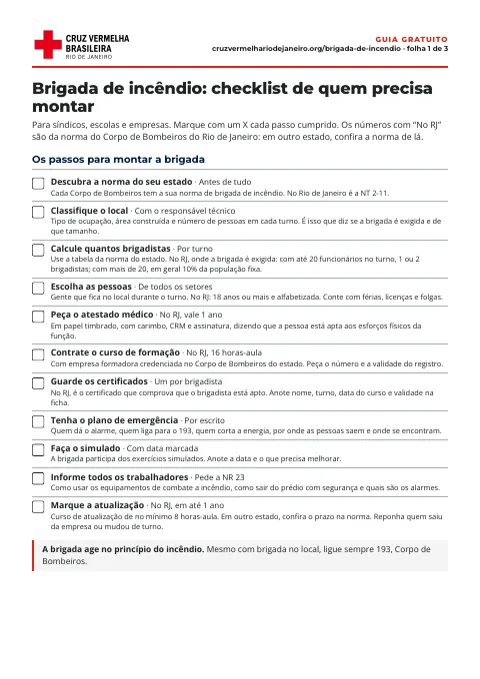 CRUZ VERMELHA
BRASILEIRA
RIO DE JANEIRO
GUIA GRATUITO
cruzvermelhariodejaneiro.org/brigada-de-incendio · folha 1 de 3
Brigada de incêndio: checklist de quem precisa
montar
Para síndicos, escolas e empresas. Marque com um X cada passo cumprido. Os números com “No RJ”
são da norma do Corpo de Bombeiros do Rio de Janeiro: em outro estado, confira a norma de lá.
Os passos para montar a brigada
Descubra a norma do seu estado · Antes de tudo
Cada Corpo de Bombeiros tem a sua norma de brigada de incêndio. No Rio de Janeiro é a NT 2-11.
Classifique o local · Com o responsável técnico
Tipo de ocupação, área construída e número de pessoas em cada turno. É isso que diz se a brigada é exigida e de
que tamanho.
Calcule quantos brigadistas · Por turno
Use a tabela da norma do estado. No RJ, onde a brigada é exigida: com até 20 funcionários no turno, 1 ou 2
brigadistas; com mais de 20, em geral 10% da população fixa.
Escolha as pessoas · De todos os setores
Gente que fica no local durante o turno. No RJ: 18 anos ou mais e alfabetizada. Conte com férias, licenças e folgas.
Peça o atestado médico · No RJ, vale 1 ano
Em papel timbrado, com carimbo, CRM e assinatura, dizendo que a pessoa está apta aos esforços físicos da
função.
Contrate o curso de formação · No RJ, 16 horas-aula
Com empresa formadora credenciada no Corpo de Bombeiros do estado. Peça o número e a validade do registro.
Guarde os certificados · Um por brigadista
No RJ, é o certificado que comprova que o brigadista está apto. Anote nome, turno, data do curso e validade na
ficha.
Tenha o plano de emergência · Por escrito
Quem dá o alarme, quem liga para o 193, quem corta a energia, por onde as pessoas saem e onde se encontram.
Faça o simulado · Com data marcada
A brigada participa dos exercícios simulados. Anote a data e o que precisa melhorar.
Informe todos os trabalhadores · Pede a NR 23
Como usar os equipamentos de combate a incêndio, como sair do prédio com segurança e quais são os alarmes.
Marque a atualização · No RJ, em até 1 ano
Curso de atualização de no mínimo 8 horas-aula. Em outro estado, confira o prazo na norma. Reponha quem saiu
da empresa ou mudou de turno.
A brigada age no princípio do incêndio. Mesmo com brigada no local, ligue sempre 193, Corpo de
Bombeiros.